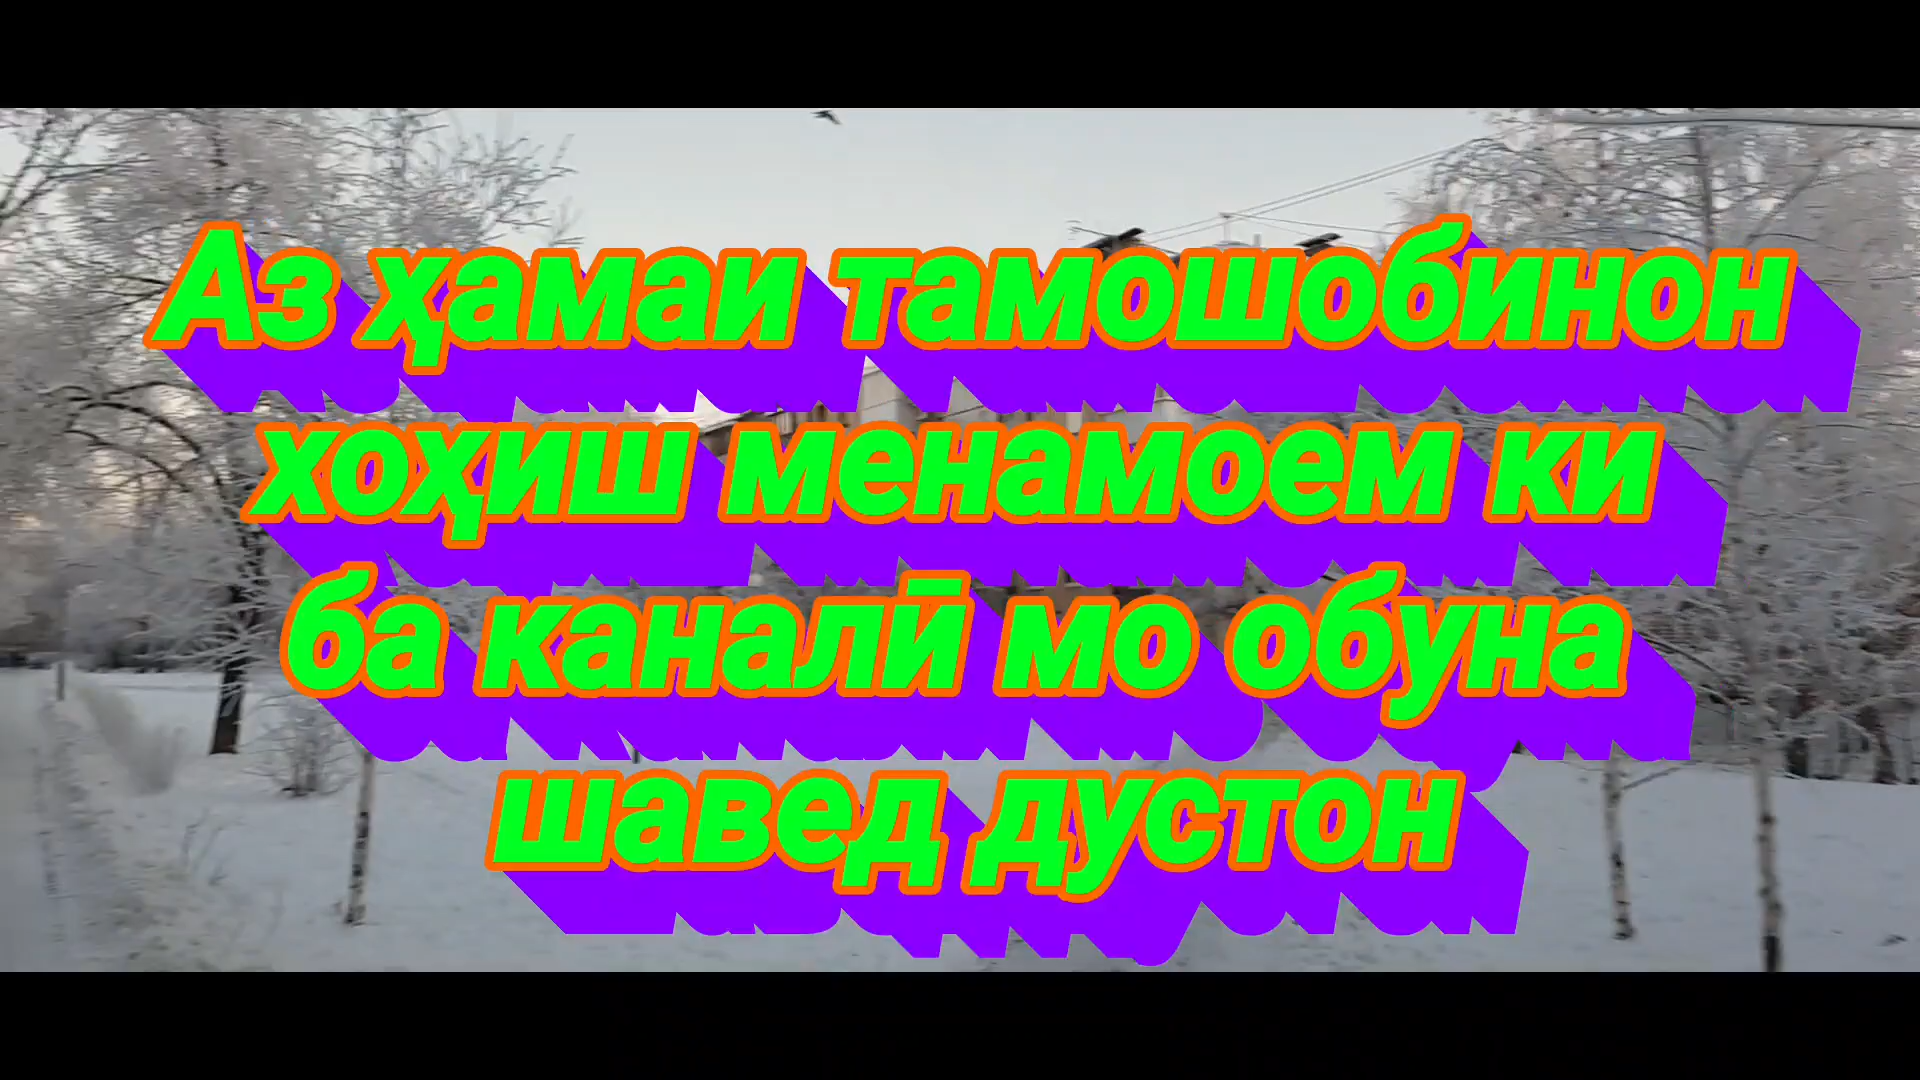 Аз ҳамаи тамошобинон
хоҳиш менамоем ки
ба каналӣ мо обуна
шавед дустон